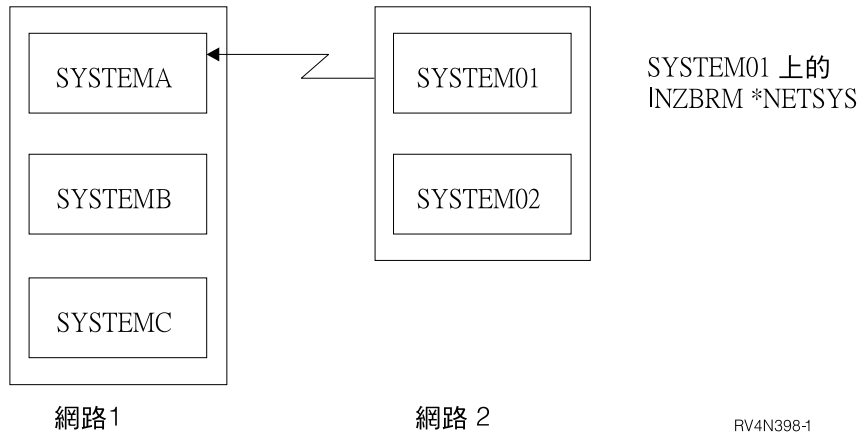 SYSTEMA
SYSTEMB
SYSTEMC
網路1
SYSTEM01
SYSTEM02
網路 2
SYSTEM01 上的
INZBRM *NETSYS
RV4N398-1